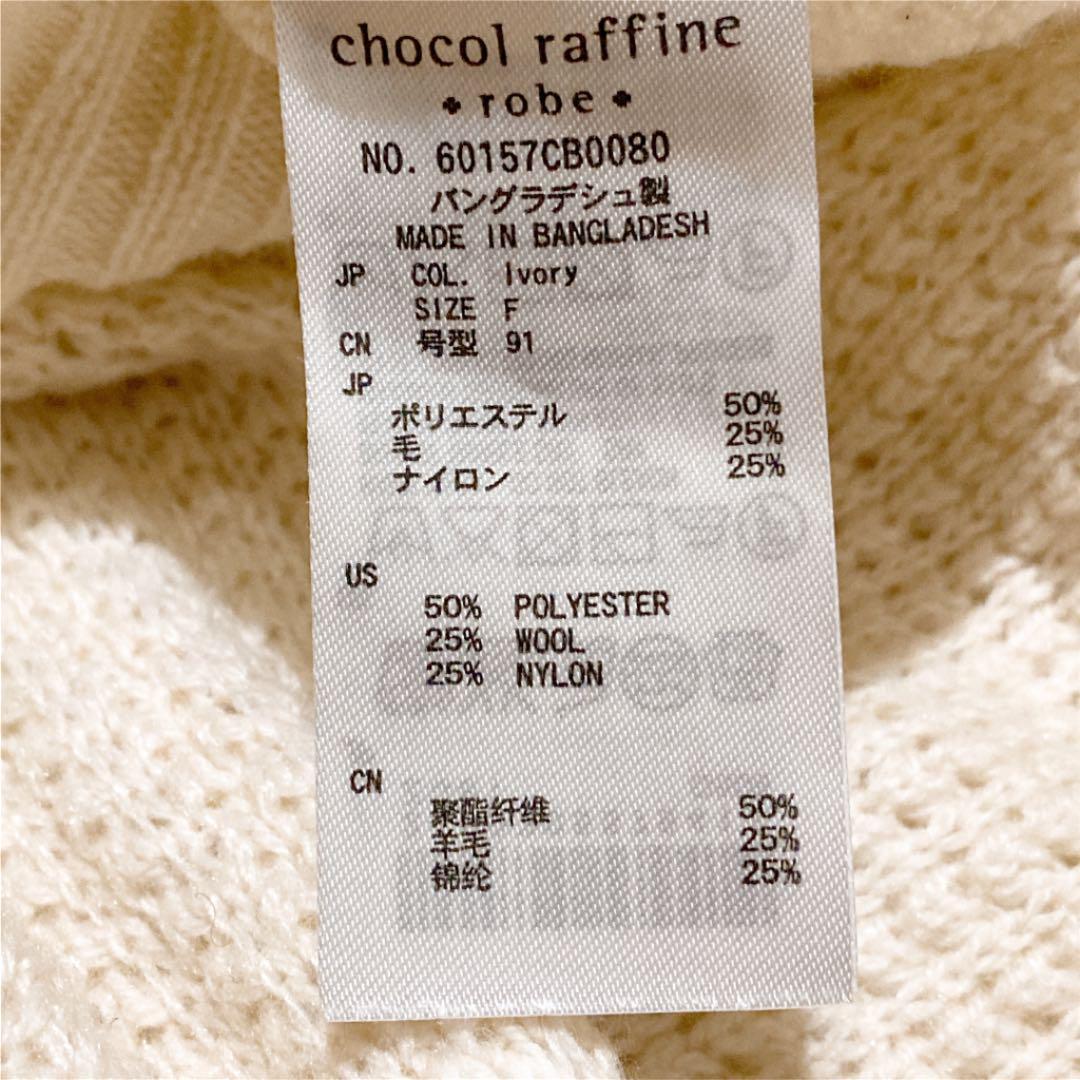 chocol raffine
robe
NO. 60157CB0080
バングラデシュ製
MADE IN BANGLADESH
JP COL. Ivory
SIZE F
CN 号型 91
JP
ポリエステル 50%
毛 25%
ナイロン 25%
US
50% POLYESTER
25% WOOL
25% NYLON
CN
聚酯纤维 50%
羊毛 25%
锦纶 25%